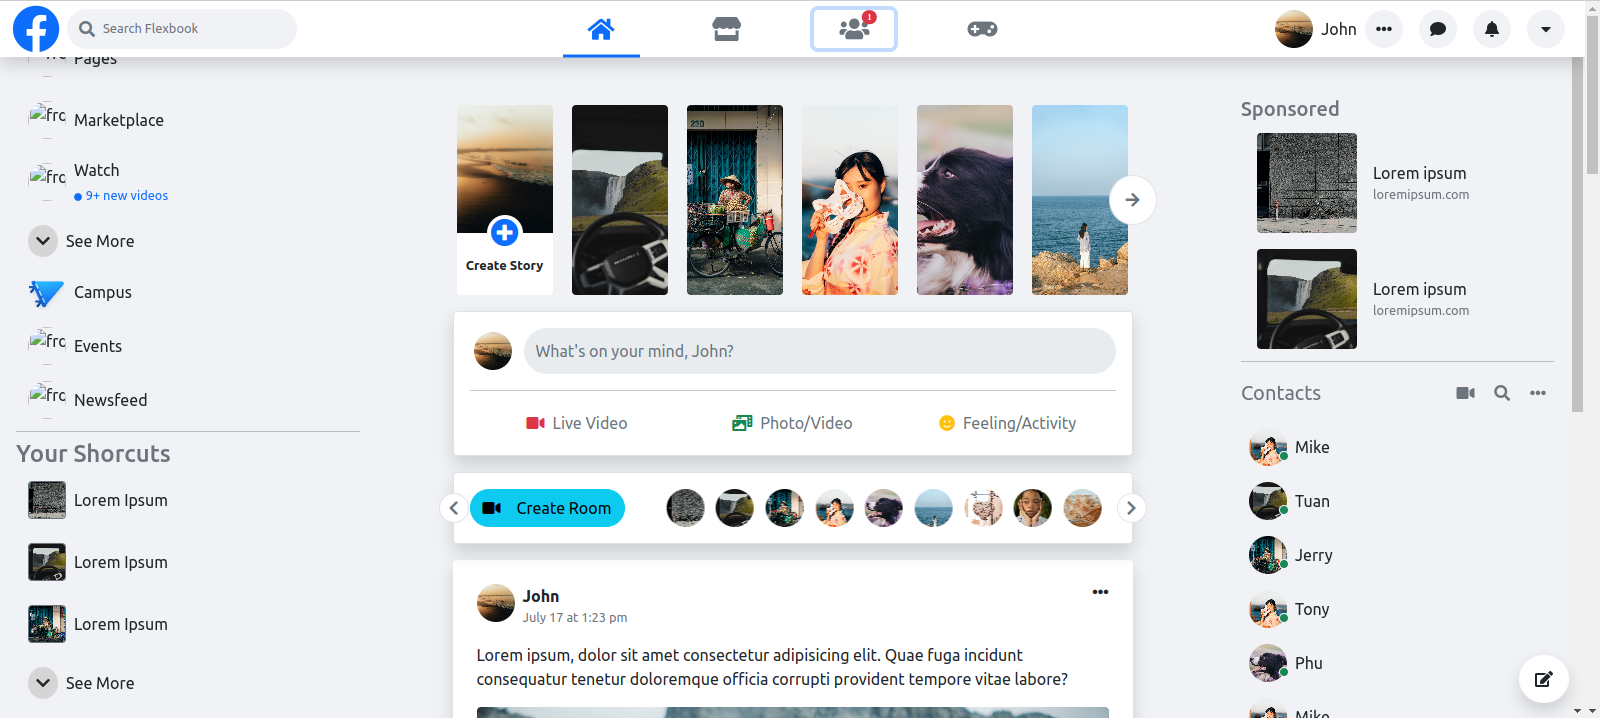 Search Flexbook
1
John
Pages
fro
Marketplace
fro
Watch
9+ new videos
See More
Campus
fro
Events
fro
Newsfeed
Your Shorcuts
Lorem Ipsum
Lorem Ipsum
Lorem Ipsum
See More
Create Story
What's on your mind, John?
Live Video
Photo/Video
Feeling/Activity
Create Room
John
July 17 at 1:23 pm
Lorem ipsum, dolor sit amet consectetur adipisicing elit. Quae fuga incidunt
consequatur tenetur doloremque officia corrupti provident tempore vitae labore?
Sponsored
Lorem ipsum
loremipsum.com
Lorem ipsum
loremipsum.com
Contacts
Mike
Tuan
Jerry
Tony
Phu
Mike